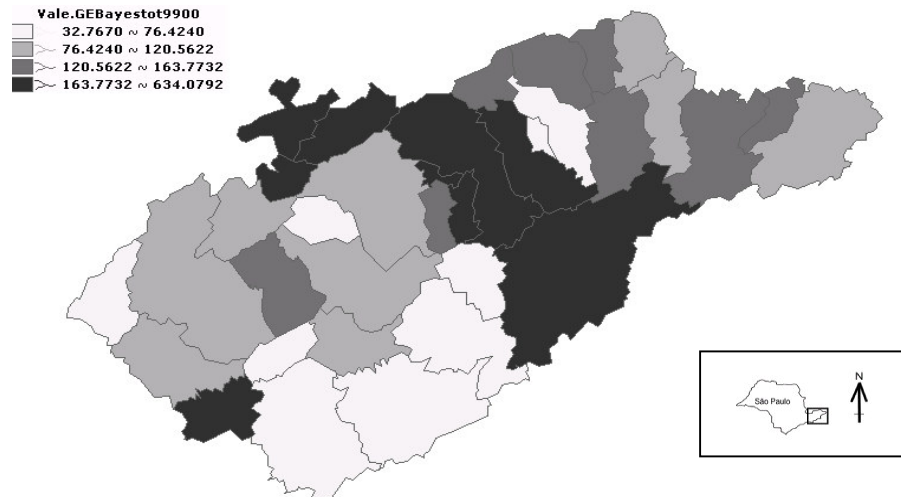 Vale.GEBayestot9900
32.7670 ~ 76.4240
76.4240 ~ 120.5622
120.5622 ~ 163.7732
163.7732 ~ 634.0792
São Paulo
N